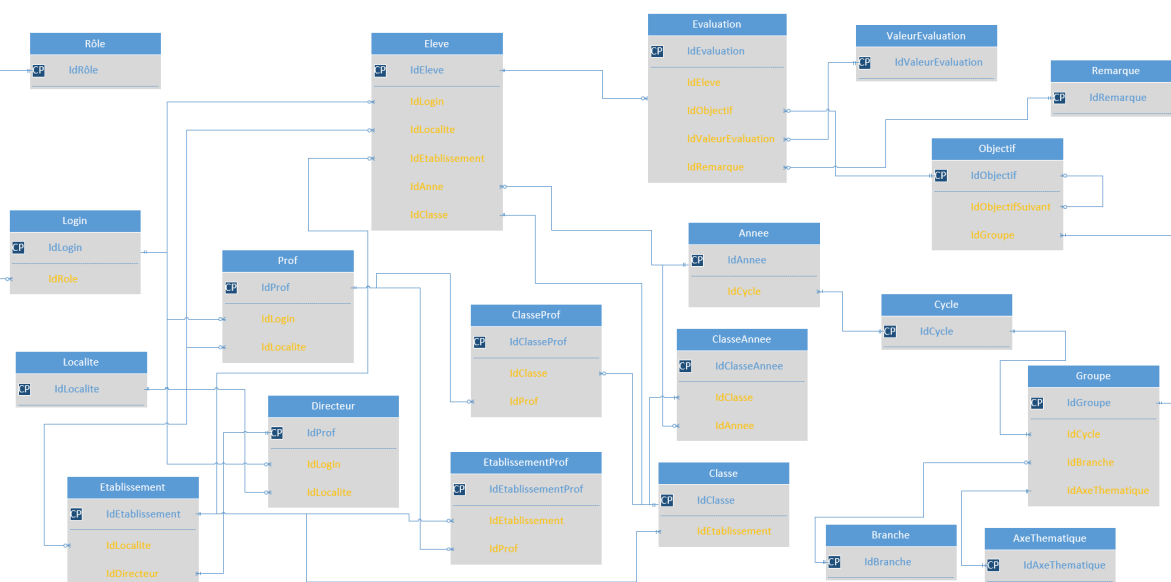 Rôle
CP IdRôle
Eleve
CP IdEleve
IdLogin
IdLocalite
IdEtablissement
IdAnne
IdClasse
Evaluation
CP IdEvaluation
IdEleve
IdObjectif
IdValeurEvaluation
IdRemarque
ValeurEvaluation
CP IdValeurEvaluation
Remarque
CP IdRemarque
Objectif
CP IdObjectif
IdObjectifSuivant
IdGroupe
Login
CP IdLogin
IdRole
Prof
CP IdProf
IdLogin
IdLocalite
Annee
CP IdAnnee
IdCycle
Cycle
CP IdCycle
ClasseProf
CP IdClasseProf
IdClasse
IdProf
ClasseAnnee
CP IdClasseAnnee
IdClasse
IdAnnee
Localite
CP IdLocalite
Directeur
CP IdProf
IdLogin
IdLocalite
Groupe
CP IdGroupe
IdCycle
IdBranche
IdAxeThematique
Etablissement
CP IdEtablissement
IdLocalite
IdDirecteur
EtablissementProf
CP IdEtablissementProf
IdEtablissement
IdProf
Classe
CP IdClasse
IdEtablissement
Branche
CP IdBranche
AxeThematique
CP IdAxeThematique